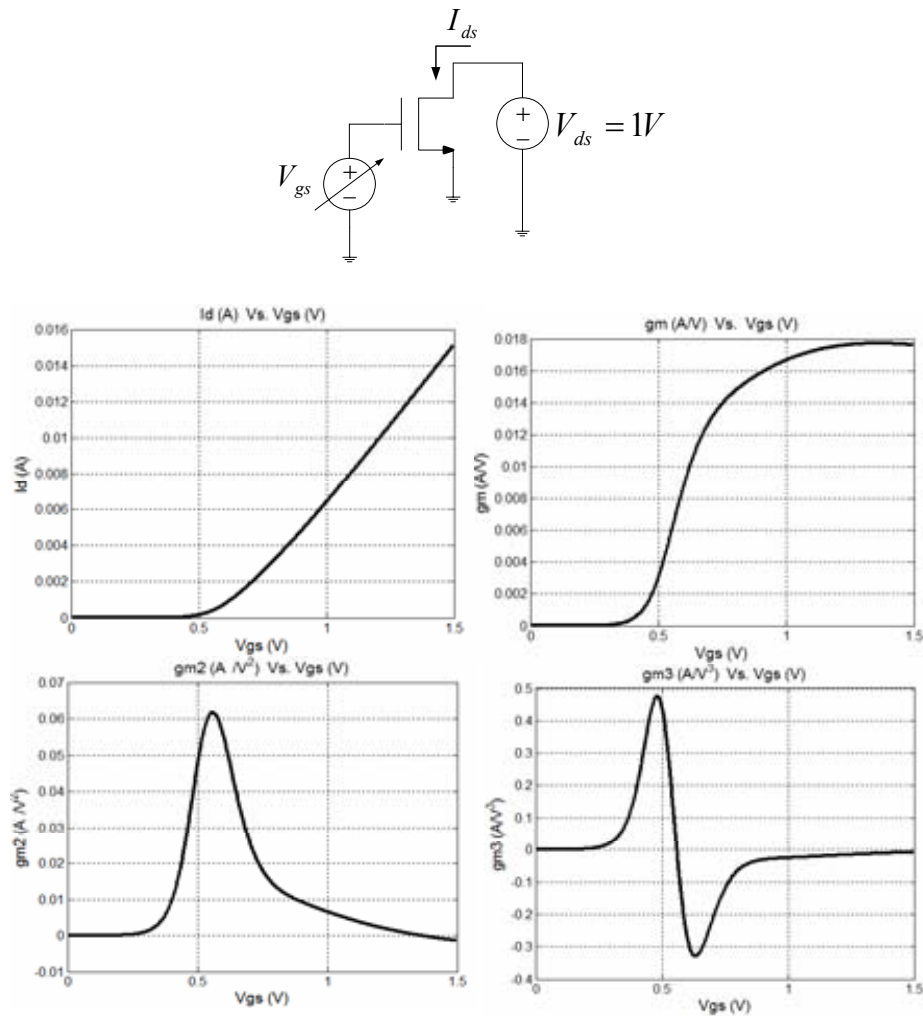 I_ds
+
−
V_ds = 1V
V_gs
+
−
Id (A) Vs. Vgs (V)
0.016
0.014
0.012
0.01
0.008
0.006
0.004
0.002
0
Id (A)
0 0.5 1 1.5
Vgs (V)
gm (A/V) Vs. Vgs (V)
0.018
0.016
0.014
0.012
0.01
0.008
0.006
0.004
0.002
0
gm (A/V)
0 0.5 1 1.5
Vgs (V)
gm2 (A /V²) Vs. Vgs (V)
0.07
0.06
0.05
0.04
0.03
0.02
0.01
0
-0.01
gm2 (A /V²)
0 0.5 1 1.5
Vgs (V)
gm3 (A/V³) Vs. Vgs (V)
0.5
0.4
0.3
0.2
0.1
0
-0.1
-0.2
-0.3
-0.4
gm3 (A/V³)
0 0.5 1 1.5
Vgs (V)